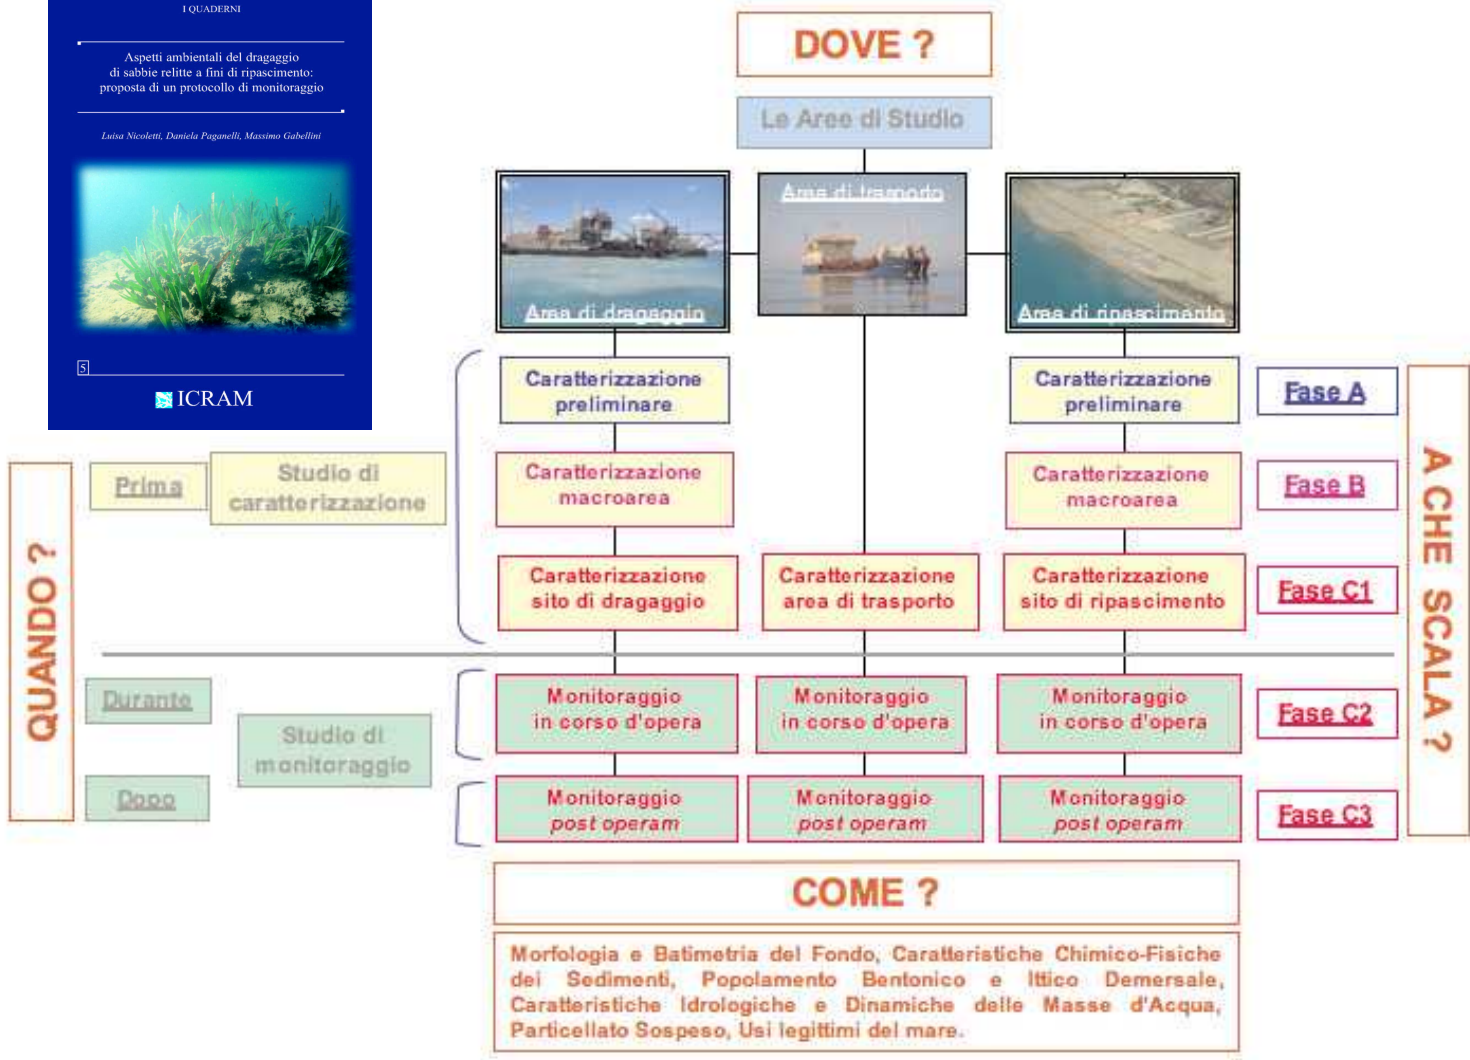 I QUADERNI
Aspetti ambientali del dragaggio
di sabbie relitte a fini di ripascimento:
proposta di un protocollo di monitoraggio
Luisa Nicoletti, Daniela Paganelli, Massimo Gabellini
5
ICRAM
DOVE ?
Le Aree di Studio
Area di dragaggio
Area di trasporto
Area di ripascimento
Caratterizzazione
preliminare
Caratterizzazione
preliminare
Fase A
QUANDO ?
Prima
Studio di
caratterizzazione
Caratterizzazione
macroarea
Caratterizzazione
macroarea
Fase B
A CHE SCALA ?
Caratterizzazione
sito di dragaggio
Caratterizzazione
area di trasporto
Caratterizzazione
sito di ripascimento
Fase C1
Durante
Studio di
monitoraggio
Monitoraggio
in corso d'opera
Monitoraggio
in corso d'opera
Monitoraggio
in corso d'opera
Fase C2
Dopo
Monitoraggio
post operam
Monitoraggio
post operam
Monitoraggio
post operam
Fase C3
COME ?
Morfologia e Batimetria del Fondo, Caratteristiche Chimico-Fisiche
dei Sedimenti, Popolamento Bentonico e Ittico Demersale,
Caratteristiche Idrologiche e Dinamiche delle Masse d'Acqua,
Particellato Sospeso, Usi legittimi del mare.